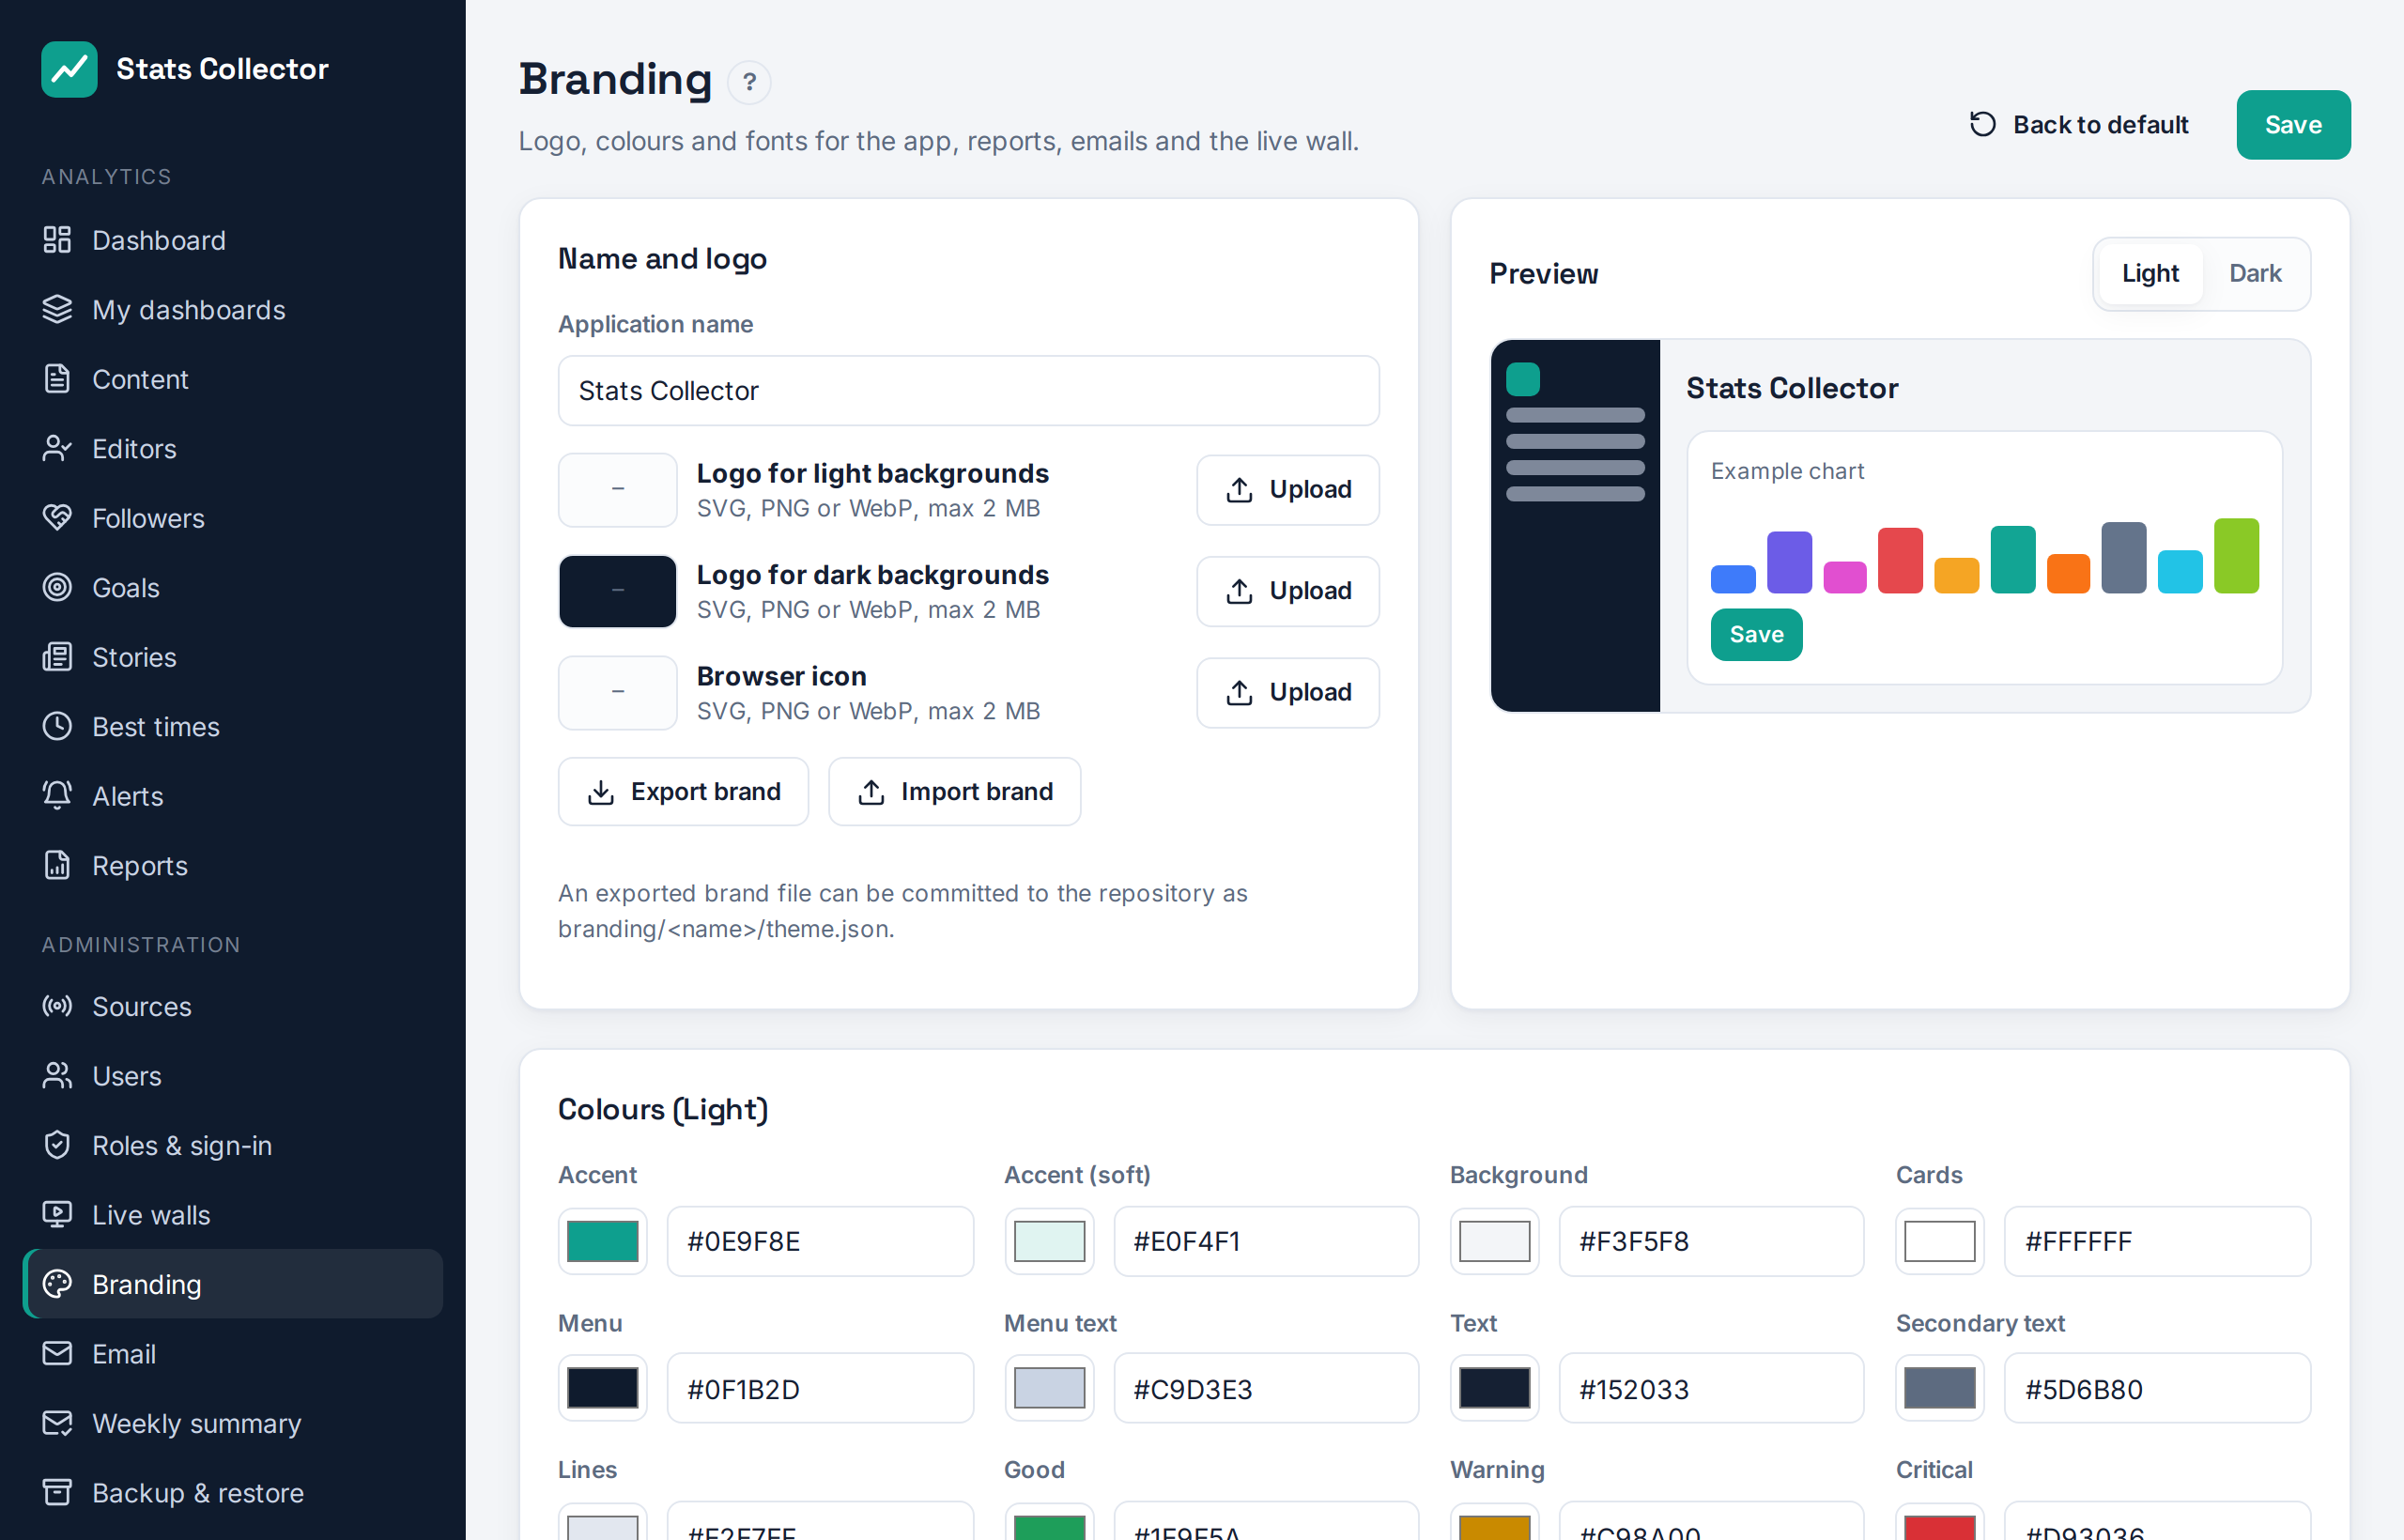 Stats Collector
ANALYTICS
Dashboard
My dashboards
Content
Editors
Followers
Goals
Stories
Best times
Alerts
Reports
ADMINISTRATION
Sources
Users
Roles & sign-in
Live walls
Branding
Email
Weekly summary
Backup & restore
Branding ?
Logo, colours and fonts for the app, reports, emails and the live wall.
Back to default
Save
Name and logo
Application name
Stats Collector
–
Logo for light backgrounds
SVG, PNG or WebP, max 2 MB
Upload
–
Logo for dark backgrounds
SVG, PNG or WebP, max 2 MB
Upload
–
Browser icon
SVG, PNG or WebP, max 2 MB
Upload
Export brand
Import brand
An exported brand file can be committed to the repository as
branding/<name>/theme.json.
Preview
Light
Dark
Stats Collector
Example chart
Save
Colours (Light)
Accent
Accent (soft)
Background
Cards
#0E9F8E
#E0F4F1
#F3F5F8
#FFFFFF
Menu
Menu text
Text
Secondary text
#0F1B2D
#C9D3E3
#152033
#5D6B80
Lines
Good
Warning
Critical
#C98A00
#D93036